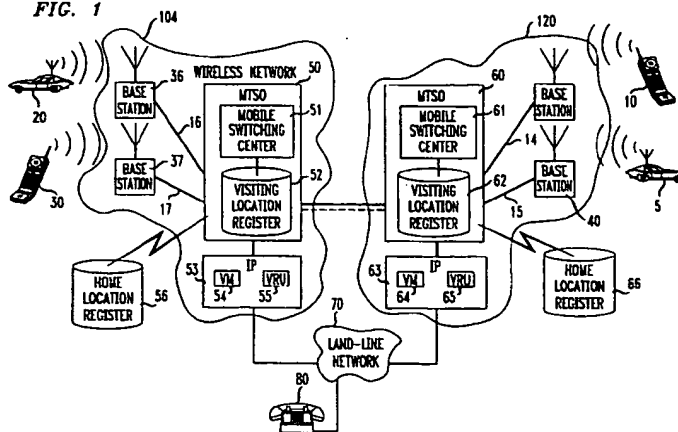 FIG. 1
104
120
WIRELESS NETWORK
50
60
36
BASE
STATION
20
16
MTSO
51
MOBILE
SWITCHING
CENTER
37
BASE
STATION
30
17
52
VISITING
LOCATION
REGISTER
MTSO
61
MOBILE
SWITCHING
CENTER
62
VISITING
LOCATION
REGISTER
14
BASE
STATION
10
15
BASE
STATION
40
5
HOME
LOCATION
REGISTER
56
53
IP
VM
54
VRU
55
63
IP
VM
64
VRU
65
HOME
LOCATION
REGISTER
66
70
LAND-LINE
NETWORK
80